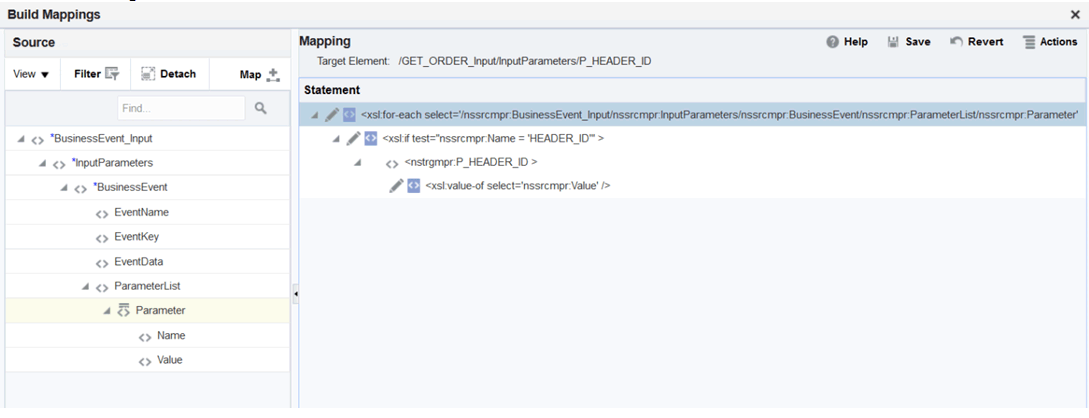 Build Mappings
Source
View Filter Detach Map
Find...
*BusinessEvent_Input
*InputParameters
*BusinessEvent
EventName
EventKey
EventData
ParameterList
Parameter
Name
Value
Mapping Help Save Revert Actions
Target Element: /GET_ORDER_Input/InputParameters/P_HEADER_ID
Statement
<xsl:for-each select='/nssrcmpr:BusinessEvent_Input/nssrcmpr:InputParameters/nssrcmpr:BusinessEvent/nssrcmpr:ParameterList/nssrcmpr:Parameter'
<xsl:if test="nssrcmpr:Name = 'HEADER_ID'" >
<nstrgmpr:P_HEADER_ID >
<xsl:value-of select='nssrcmpr:Value' />